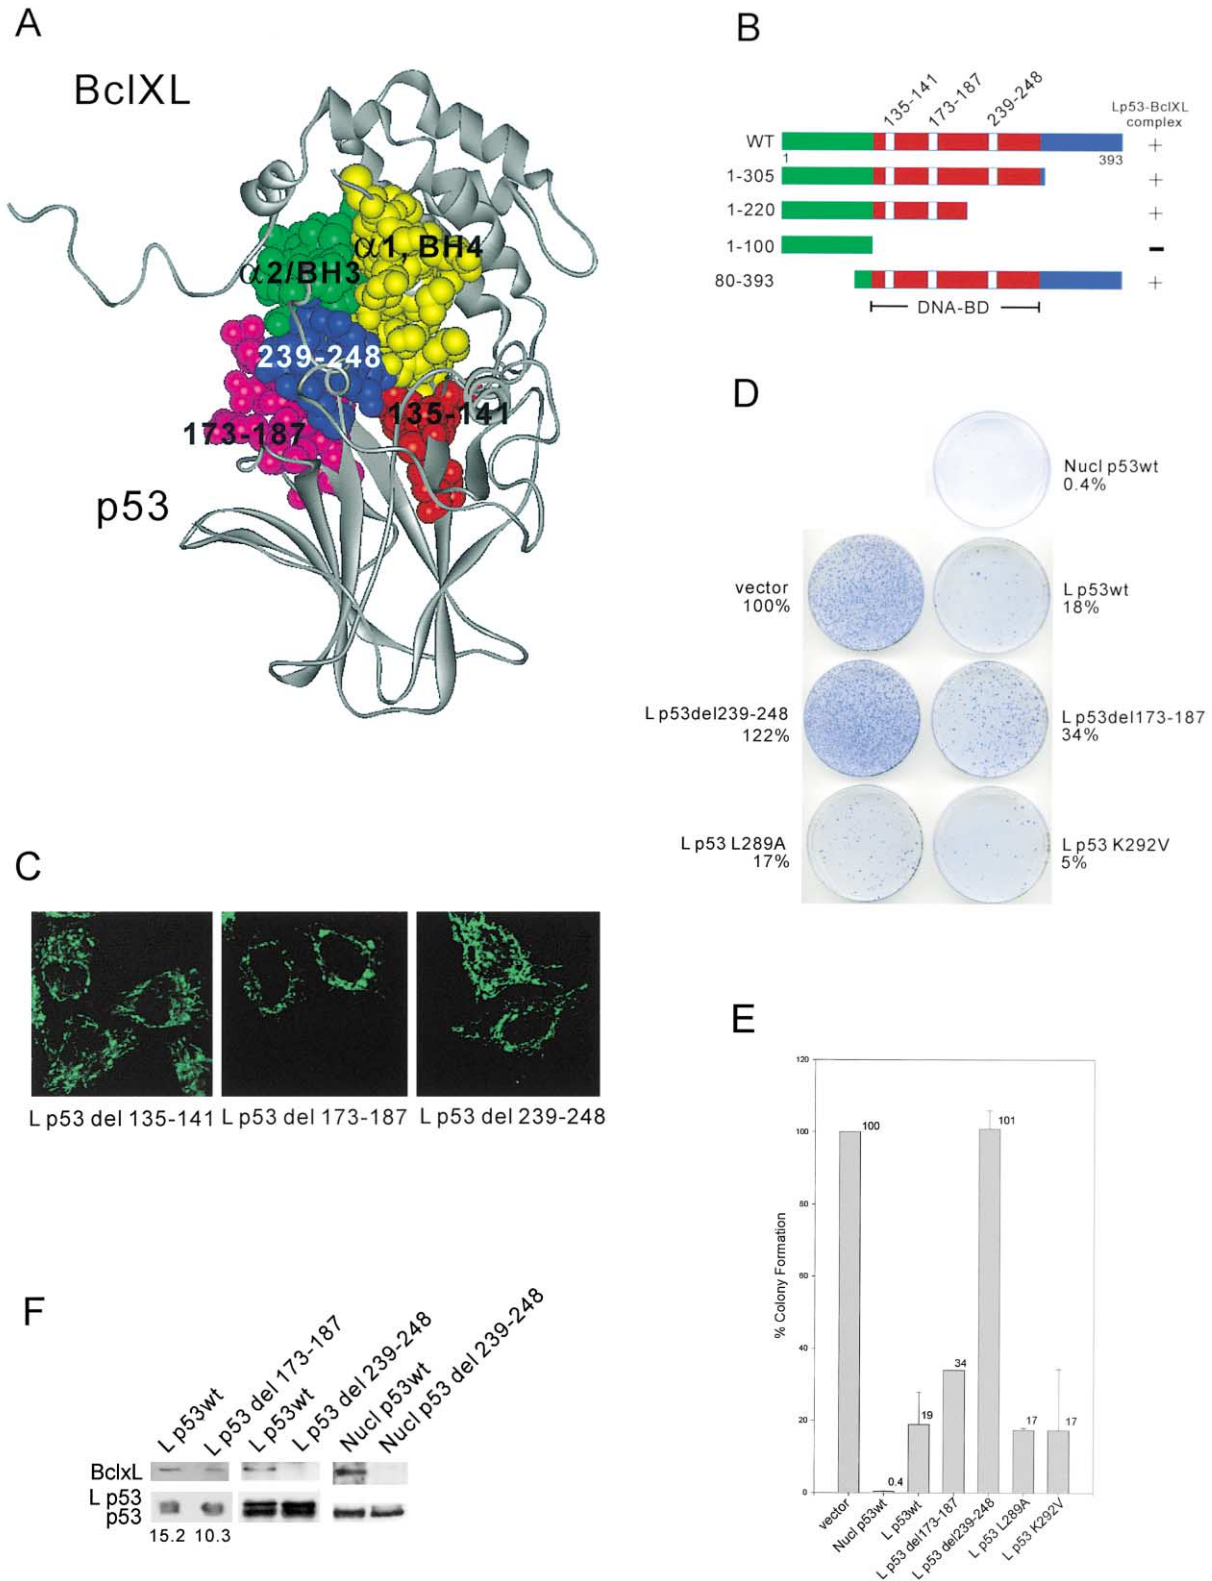 A
BclXL
α2/BH3
α1, BH4
239-248
173-187
135-141
p53
B
135-141
173-187
239-248
Lp53-BclXL
complex
WT
+
1
393
1-305
+
1-220
+
1-100
-
80-393
+
DNA-BD
C
L p53 del 135-141
L p53 del 173-187
L p53 del 239-248
D
Nucl p53wt
0.4%
vector
100%
L p53wt
18%
L p53del239-248
122%
L p53del173-187
34%
L p53 L289A
17%
L p53 K292V
5%
E
120
100
80
60
40
20
0
% Colony Formation
100
0.4
19
34
101
17
17
vector
Nucl p53wt
L p53wt
L p53 del173-187
L p53 del239-248
L p53 L289A
L p53 K292V
F
L p53wt
L p53 del 173-187
L p53wt
L p53 del 239-248
Nucl p53wt
Nucl p53 del 239-248
BclxL
L p53
p53
15.2
10.3